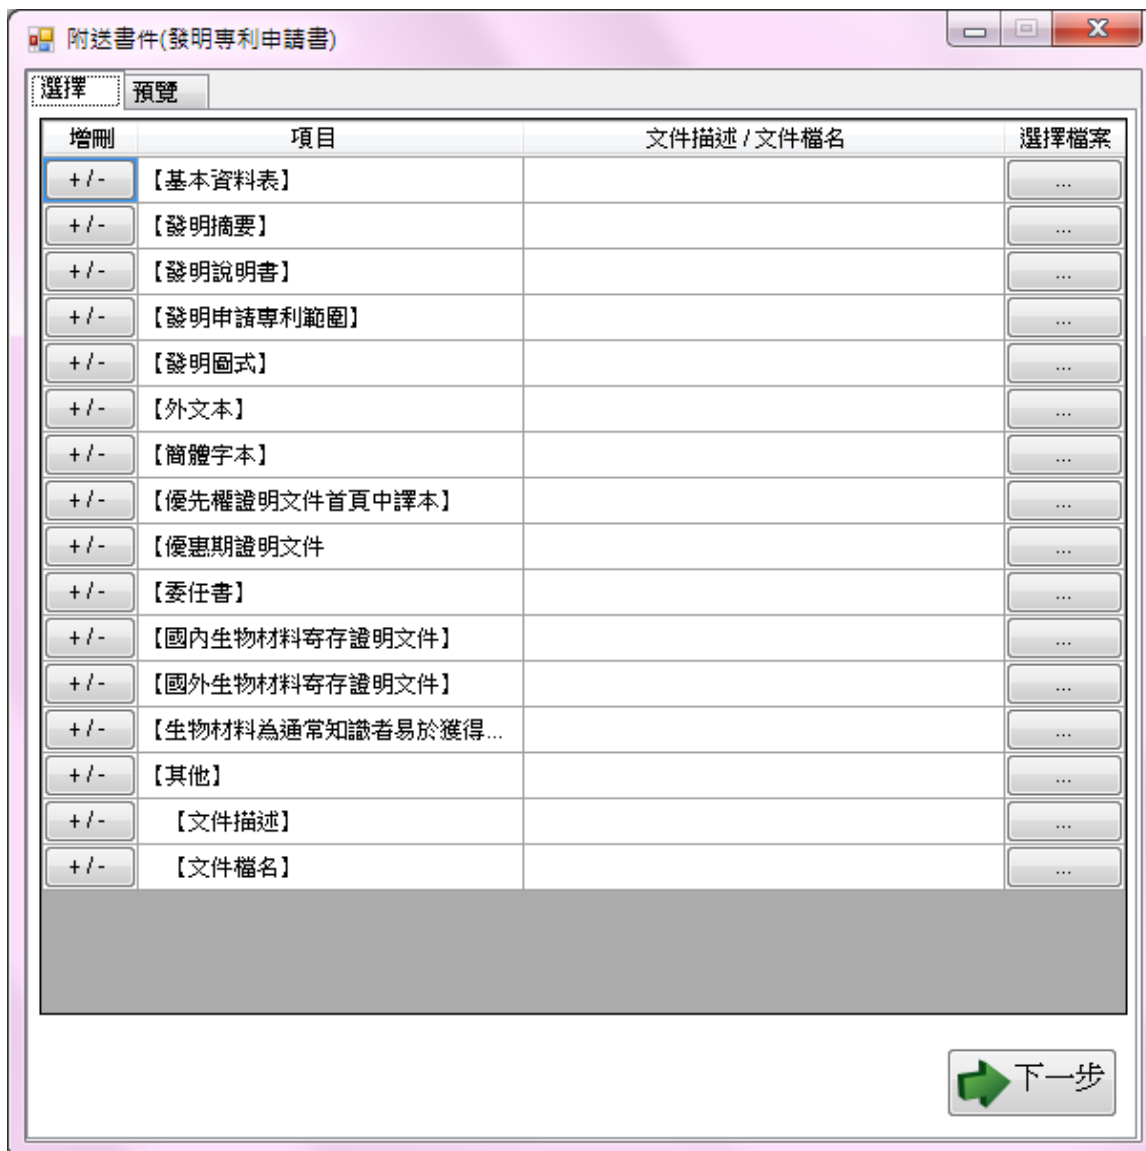 附送書件(發明專利申請書)
選擇 預覽
增刪 項目 文件描述 / 文件檔名 選擇檔案
+ / - 【基本資料表】 ...
+ / - 【發明摘要】 ...
+ / - 【發明說明書】 ...
+ / - 【發明申請專利範圍】 ...
+ / - 【發明圖式】 ...
+ / - 【外文本】 ...
+ / - 【簡體字本】 ...
+ / - 【優先權證明文件首頁中譯本】 ...
+ / - 【優惠期證明文件 ...
+ / - 【委任書】 ...
+ / - 【國內生物材料寄存證明文件】 ...
+ / - 【國外生物材料寄存證明文件】 ...
+ / - 【生物材料為通常知識者易於獲得... ...
+ / - 【其他】 ...
+ / - 【文件描述】 ...
+ / - 【文件檔名】 ...
下一步